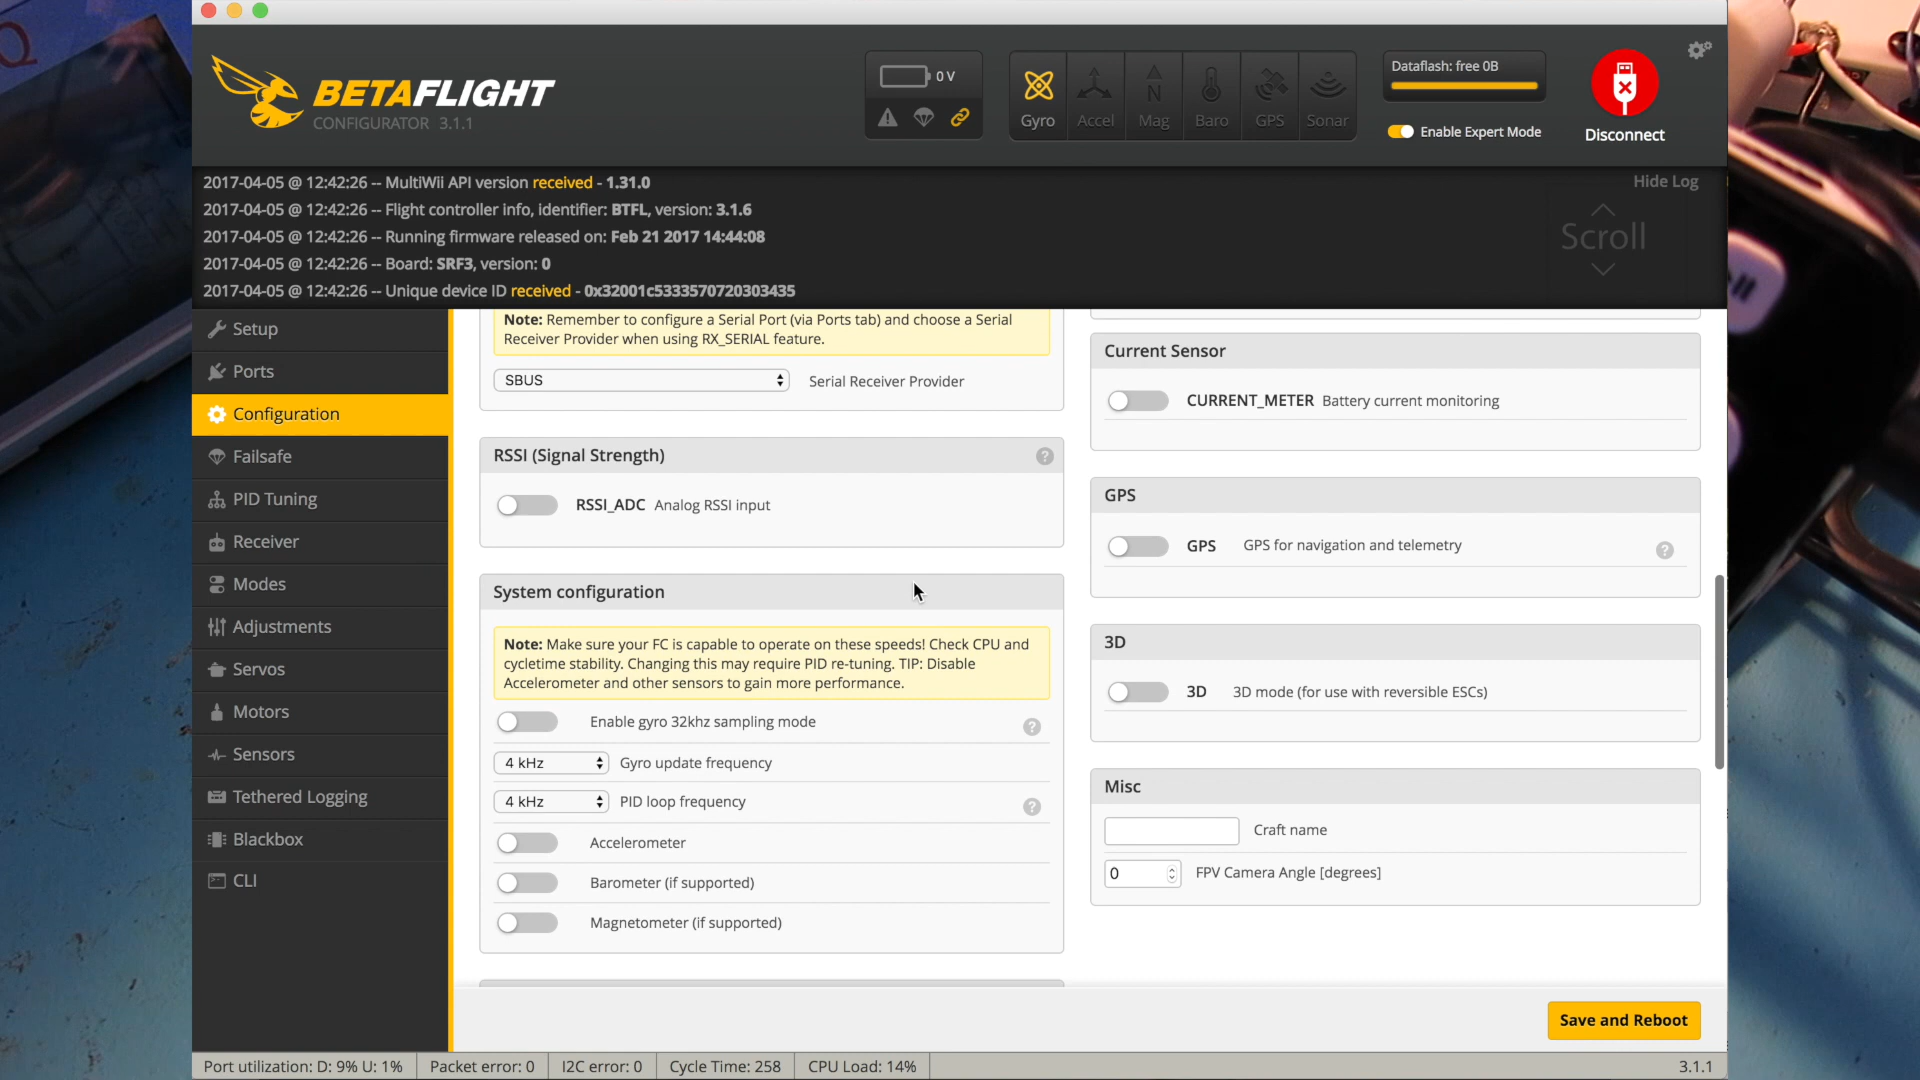 BETAFLIGHT
CONFIGURATOR 3.1.1
0 V
Gyro
Accel
N
Mag
Baro
GPS
Sonar
Dataflash: free 0B
Enable Expert Mode
Disconnect
2017-04-05 @ 12:42:26 -- MultiWii API version received - 1.31.0
2017-04-05 @ 12:42:26 -- Flight controller info, identifier: BTFL, version: 3.1.6
2017-04-05 @ 12:42:26 -- Running firmware released on: Feb 21 2017 14:44:08
2017-04-05 @ 12:42:26 -- Board: SRF3, version: 0
2017-04-05 @ 12:42:26 -- Unique device ID received - 0x32001c5333570720303435
Hide Log
Scroll
Setup
Ports
Configuration
Failsafe
PID Tuning
Receiver
Modes
Adjustments
Servos
Motors
Sensors
Tethered Logging
Blackbox
CLI
Note: Remember to configure a Serial Port (via Ports tab) and choose a Serial
Receiver Provider when using RX_SERIAL feature.
SBUS Serial Receiver Provider
RSSI (Signal Strength) ?
RSSI_ADC Analog RSSI input
System configuration
Note: Make sure your FC is capable to operate on these speeds! Check CPU and
cycletime stability. Changing this may require PID re-tuning. TIP: Disable
Accelerometer and other sensors to gain more performance.
Enable gyro 32khz sampling mode ?
4 kHz Gyro update frequency
4 kHz PID loop frequency ?
Accelerometer
Barometer (if supported)
Magnetometer (if supported)
Current Sensor
CURRENT_METER Battery current monitoring
GPS
GPS GPS for navigation and telemetry ?
3D
3D 3D mode (for use with reversible ESCs)
Misc
Craft name
0 FPV Camera Angle [degrees]
Save and Reboot
Port utilization: D: 9% U: 1% Packet error: 0 I2C error: 0 Cycle Time: 258 CPU Load: 14% 3.1.1